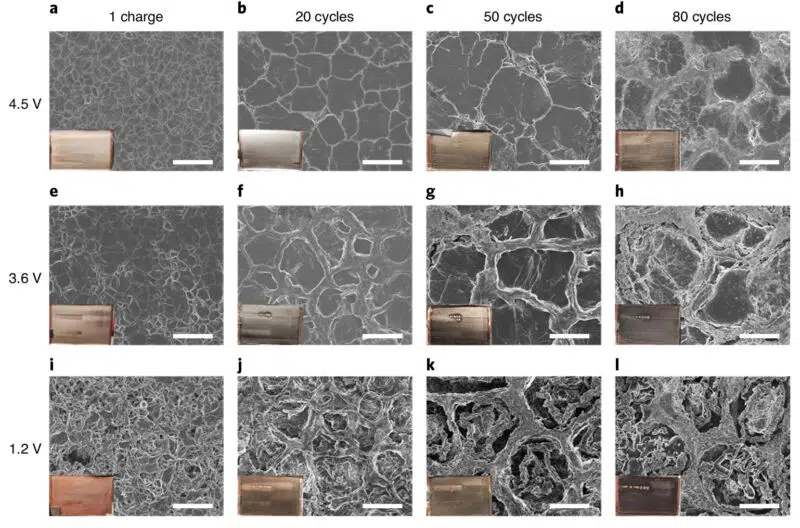 a 1 charge b 20 cycles c 50 cycles d 80 cycles
4.5 V
e f g h
3.6 V
i j k l
1.2 V